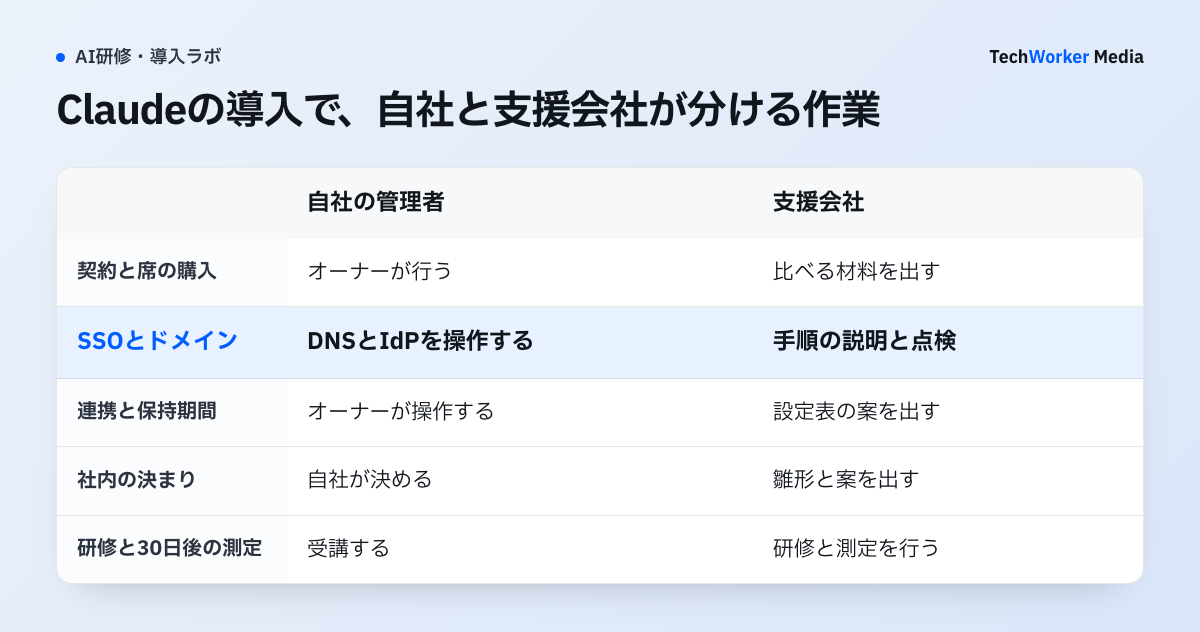 AI研修・導入ラボ
TechWorker Media
Claudeの導入で、自社と支援会社が分ける作業
自社の管理者 支援会社
契約と席の購入 オーナーが行う 比べる材料を出す
SSOとドメイン DNSとIdPを操作する 手順の説明と点検
連携と保持期間 オーナーが操作する 設定表の案を出す
社内の決まり 自社が決める 雛形と案を出す
研修と30日後の測定 受講する 研修と測定を行う